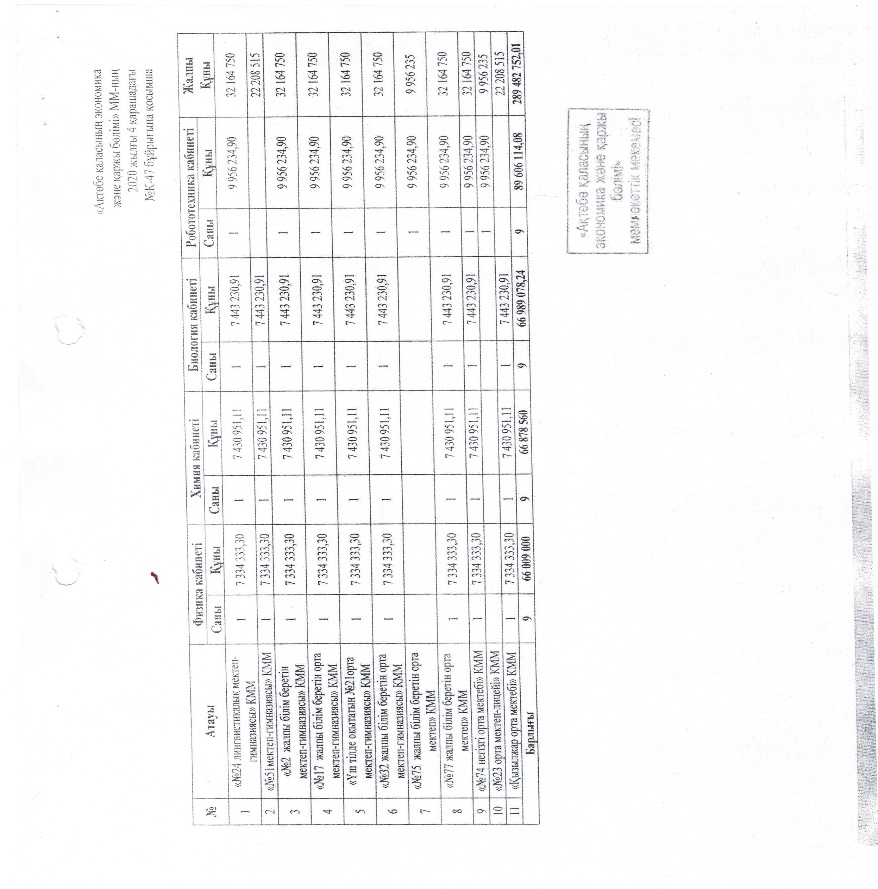 «Ақтөбе қаласының экономика
және қаржы бөлімі» ММ-ның
2020 жылғы 4 қарашадағы
№К-47 бұйрығына қосымша
№ Атауы Физика кабинеті Химия кабинеті Биология кабинеті Робототехника кабинеті Жалпы Құны
Саны Құны Саны Құны Саны Құны Саны Құны
1 «№24 лингвистикалық мектеп-гимназиясы» КММ 1 7 334 333,30 1 7 430 951,11 1 7 443 230,91 1 9 956 234,90 32 164 750
2 «№51мектеп-гимназиясы» КММ 1 7 334 333,30 1 7 430 951,11 1 7 443 230,91 22 208 515
3 «№2 жалпы білім беретін мектеп-гимназиясы» КММ 1 7 334 333,30 1 7 430 951,11 1 7 443 230,91 1 9 956 234,90 32 164 750
4 «№17 жалпы білім беретін орта мектеп-гимназиясы» КММ 1 7 334 333,30 1 7 430 951,11 1 7 443 230,91 1 9 956 234,90 32 164 750
5 «Үш тілде оқытатын №21орта мектеп-гимназиясы» КММ 1 7 334 333,30 1 7 430 951,11 1 7 443 230,91 1 9 956 234,90 32 164 750
6 «№32 жалпы білім беретін орта мектеп-гимназиясы» КММ 1 7 334 333,30 1 7 430 951,11 1 7 443 230,91 1 9 956 234,90 32 164 750
7 «№75 жалпы білім беретін орта мектеп» КММ 1 9 956 234,90 9 956 235
8 «№77 жалпы білім беретін орта мектеп» КММ 1 7 334 333,30 1 7 430 951,11 1 7 443 230,91 1 9 956 234,90 32 164 750
9 «№74 негізгі орта мектебі» КММ 1 7 334 333,30 1 7 430 951,11 1 7 443 230,91 1 9 956 234,90 32 164 750
10 «№23 орта мектеп-лицей» КММ 1 9 956 234,90 9 956 235
11 «Қызылжар орта мектебі» КММ 1 7 334 333,30 1 7 430 951,11 1 7 443 230,91 22 208 515
Барлығы 9 66 009 000 9 66 878 560 9 66 989 078,24 9 89 606 114,08 289 482 752,01
«Ақтөбе қаласының
экономика және қаржы
бөлімі»
мемлекеттік мекемесі